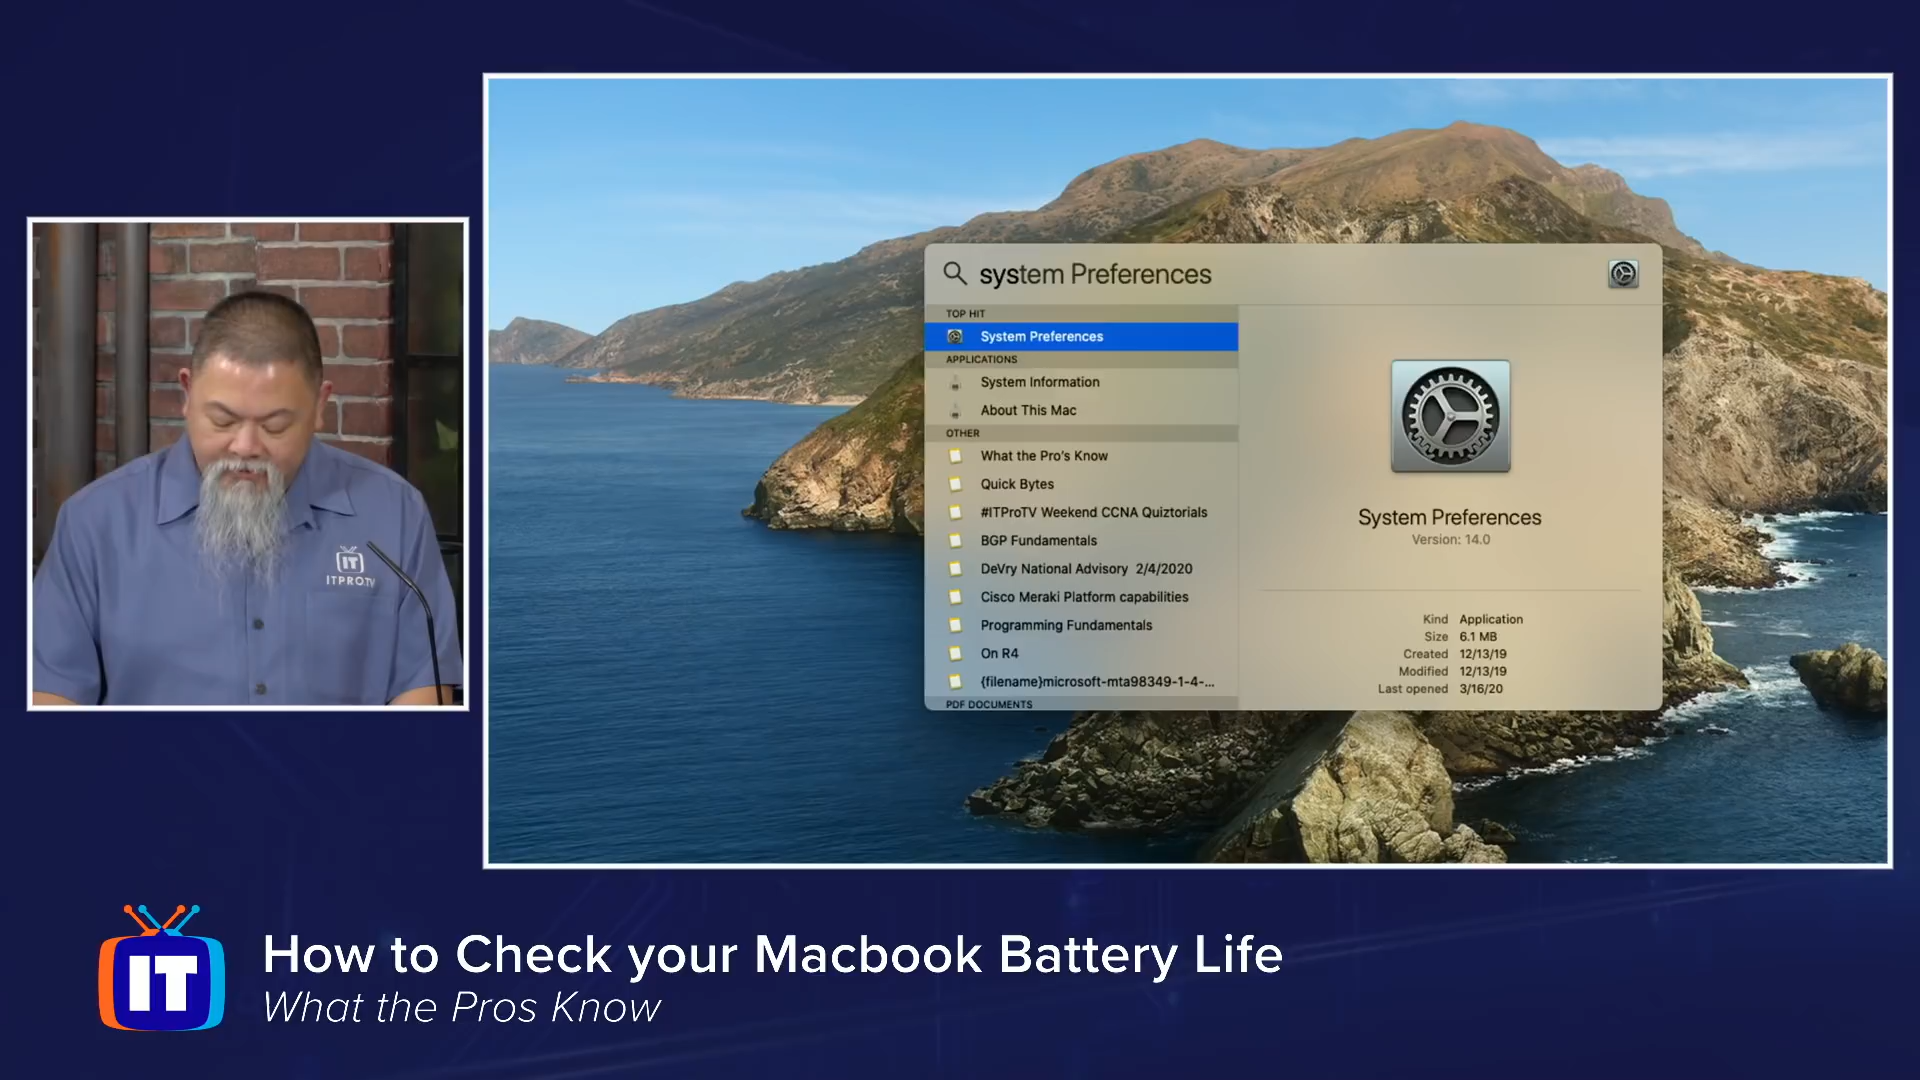 system Preferences
TOP HIT
System Preferences
APPLICATIONS
System Information
About This Mac
OTHER
What the Pro's Know
Quick Bytes
#ITProTV Weekend CCNA Quiztorials
BGP Fundamentals
DeVry National Advisory 2/4/2020
Cisco Meraki Platform capabilities
Programming Fundamentals
On R4
{filename}microsoft-mta98349-1-4-...
PDF DOCUMENTS
System Preferences
Version: 14.0
Kind Application
Size 6.1 MB
Created 12/13/19
Modified 12/13/19
Last opened 3/16/20
IT
ITPRO.TV
IT
How to Check your Macbook Battery Life
What the Pros Know